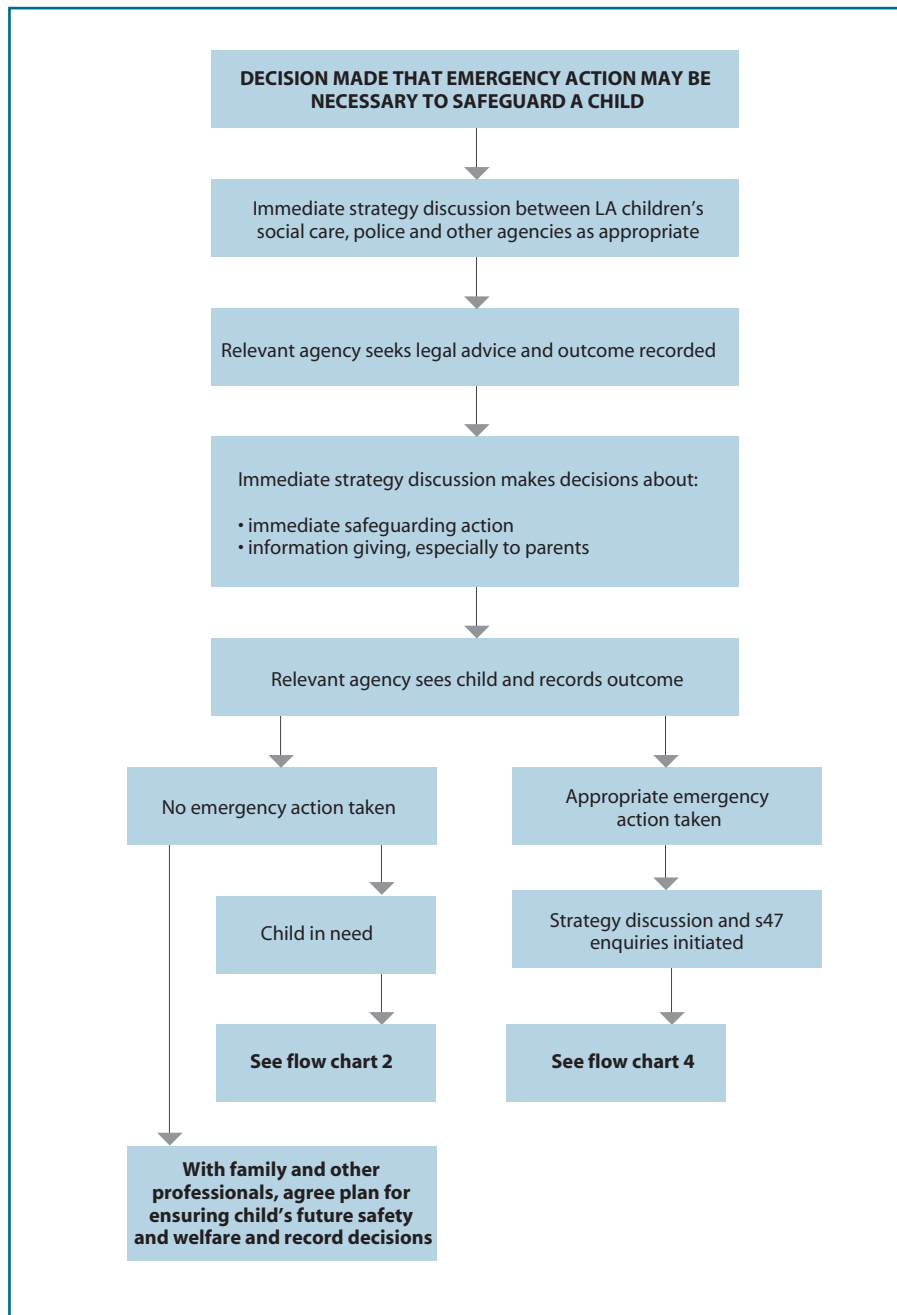 DECISION MADE THAT EMERGENCY ACTION MAY BE
NECESSARY TO SAFEGUARD A CHILD
Immediate strategy discussion between LA children’s
social care, police and other agencies as appropriate
Relevant agency seeks legal advice and outcome recorded
Immediate strategy discussion makes decisions about:
• immediate safeguarding action
• information giving, especially to parents
Relevant agency sees child and records outcome
No emergency action taken
Appropriate emergency
action taken
Child in need
Strategy discussion and s47
enquiries initiated
See flow chart 2
See flow chart 4
With family and other
professionals, agree plan for
ensuring child’s future safety
and welfare and record decisions